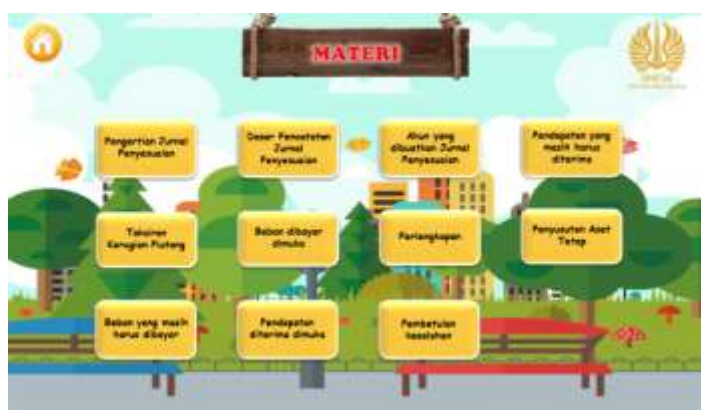 MATERI
Pengertian Jurnal
Penyesuaian
Dasar Pencatatan
Jurnal
Penyesuaian
Akun yang
dibuatkan Jurnal
Penyesuaian
Pendapatan yang
masih harus
diterima
Taksiran
Kerugian Piutang
Beban dibayar
dimuka
Perlengkapan
Penyusutan Aset
Tetap
Beban yang masih
harus dibayar
Pendapatan
diterima dimuka
Pembetulan
kesalahan